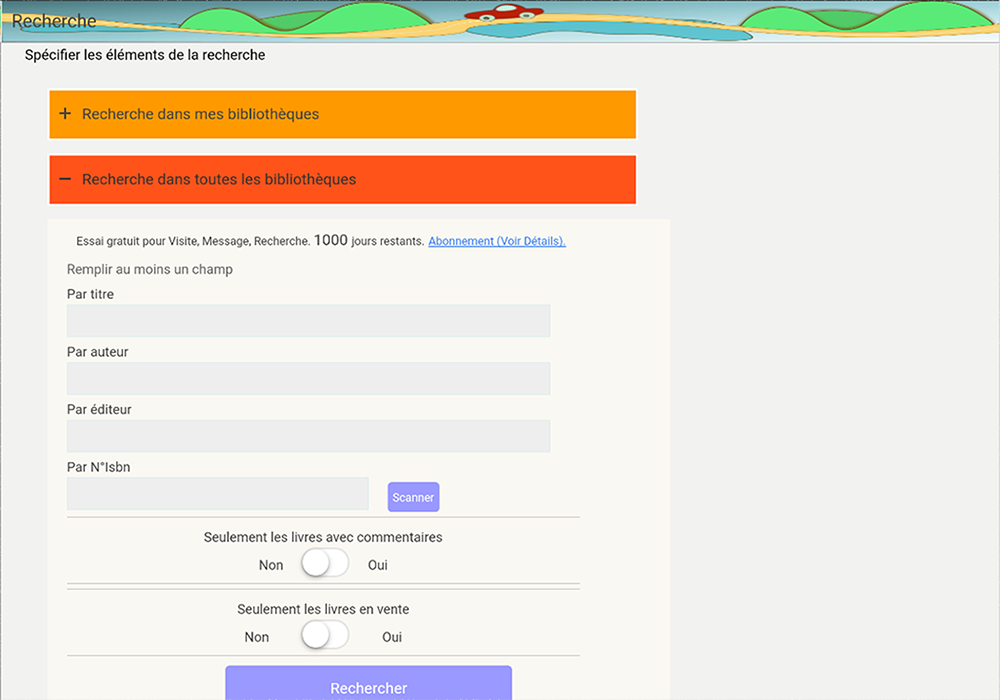 Recherche
Spécifier les éléments de la recherche
+ Recherche dans mes bibliothèques
− Recherche dans toutes les bibliothèques
Essai gratuit pour Visite, Message, Recherche. 1000 jours restants. Abonnement (Voir Détails).
Remplir au moins un champ
Par titre
Par auteur
Par éditeur
Par N°Isbn
Scanner
Seulement les livres avec commentaires
Non Oui
Seulement les livres en vente
Non Oui
Rechercher